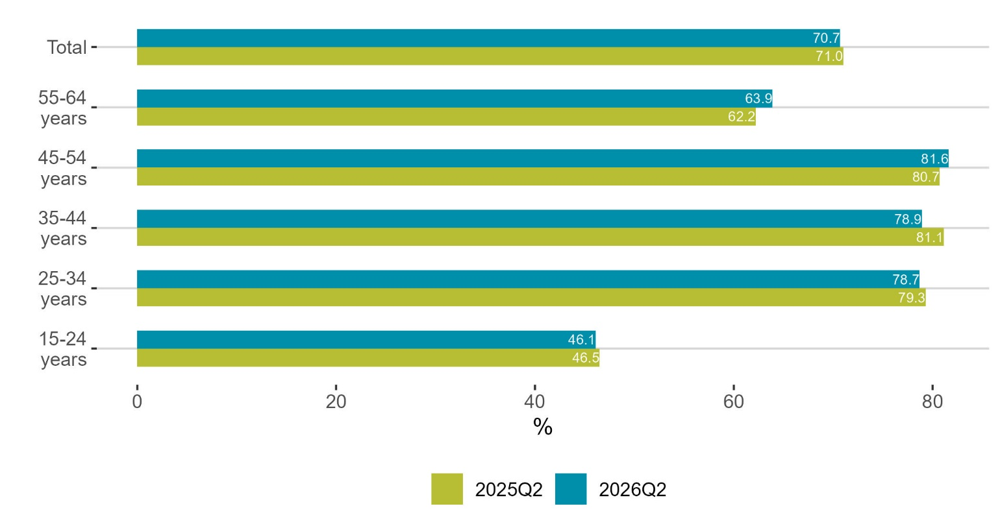 Total
70.7
71.0
55-64
years
63.9
62.2
45-54
years
81.6
80.7
35-44
years
78.9
81.1
25-34
years
78.7
79.3
15-24
years
46.1
46.5
0 20 40 60 80
%
2025Q2 2026Q2